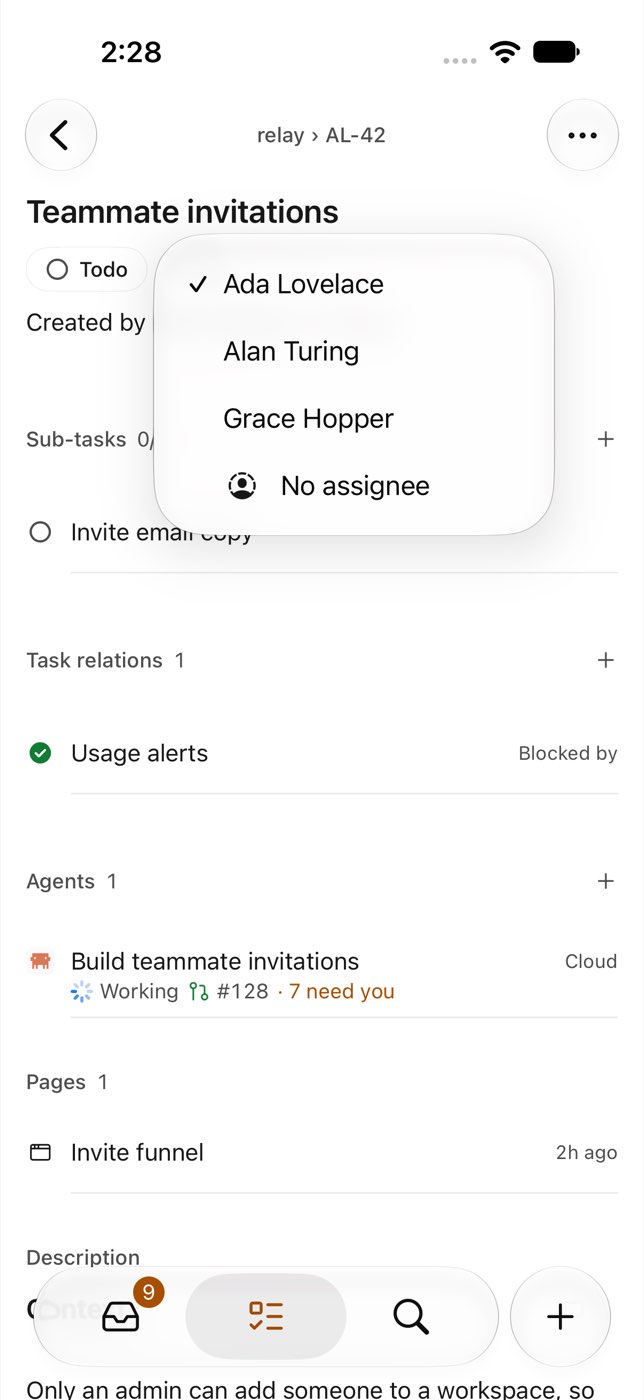 2:28
relay › AL-42
Teammate invitations
Todo
Ada Lovelace
Created by
Alan Turing
Grace Hopper
Sub-tasks 0/
No assignee
Invite email copy
Task relations 1
Usage alerts
Blocked by
Agents 1
Build teammate invitations
Cloud
Working #128 · 7 need you
Pages 1
Invite funnel
2h ago
Description
9
Only an admin can add someone to a workspace, so